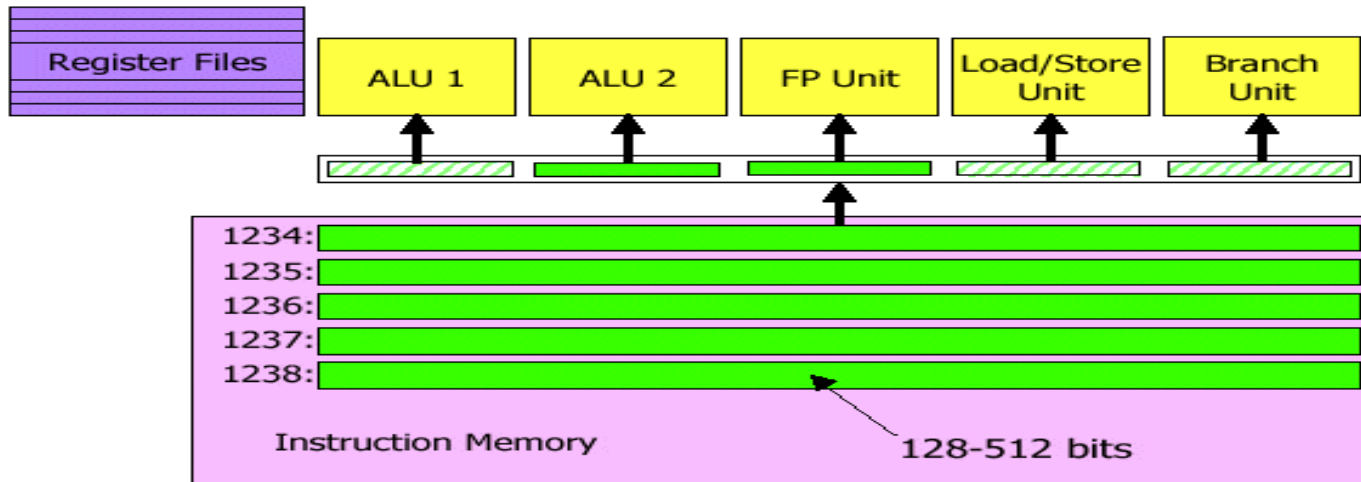 Register Files
ALU 1
ALU 2
FP Unit
Load/Store
Unit
Branch
Unit
1234:
1235:
1236:
1237:
1238:
Instruction Memory
128-512 bits